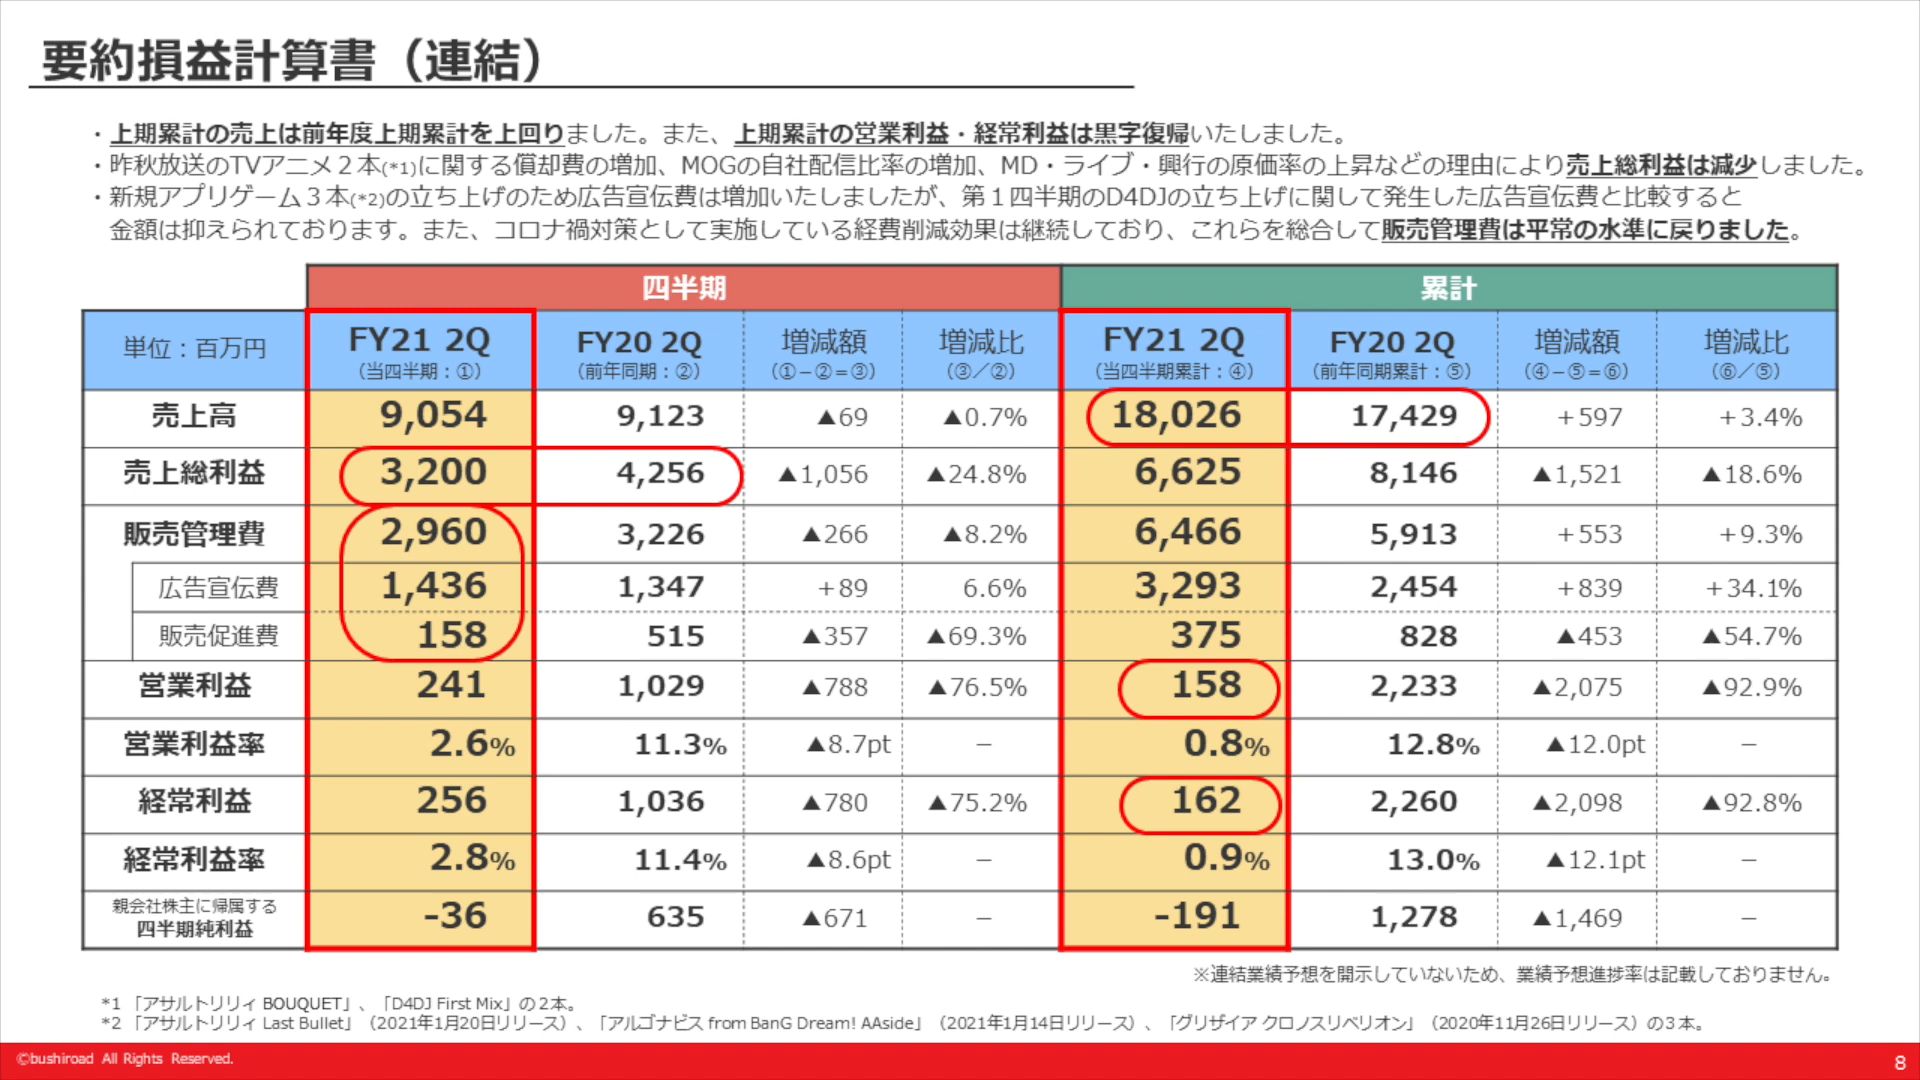 要約損益計算書（連結）
・上期累計の売上は前年度上期累計を上回りました。また、上期累計の営業利益・経常利益は黒字復帰いたしました。
・昨秋放送のTVアニメ２本(*1)に関する償却費の増加、MOGの自社配信比率の増加、MD・ライブ・興行の原価率の上昇などの理由により売上総利益は減少しました。
・新規アプリゲーム３本(*2)の立ち上げのため広告宣伝費は増加いたしましたが、第１四半期のD4DJの立ち上げに関して発生した広告宣伝費と比較すると
金額は抑えられております。また、コロナ禍対策として実施している経費削減効果は継続しており、これらを総合して販売管理費は平常の水準に戻りました。
四半期 累計
単位：百万円 FY21 2Q FY20 2Q 増減額 増減比 FY21 2Q FY20 2Q 増減額 増減比
（当四半期：①） （前年同期：②） （①－②＝③） （③／②） （当四半期累計：④） （前年同期累計：⑤） （④－⑤＝⑥） （⑥／⑤）
売上高 9,054 9,123 ▲69 ▲0.7% 18,026 17,429 +597 +3.4%
売上総利益 3,200 4,256 ▲1,056 ▲24.8% 6,625 8,146 ▲1,521 ▲18.6%
販売管理費 2,960 3,226 ▲266 ▲8.2% 6,466 5,913 +553 +9.3%
広告宣伝費 1,436 1,347 +89 6.6% 3,293 2,454 +839 +34.1%
販売促進費 158 515 ▲357 ▲69.3% 375 828 ▲453 ▲54.7%
営業利益 241 1,029 ▲788 ▲76.5% 158 2,233 ▲2,075 ▲92.9%
営業利益率 2.6% 11.3% ▲8.7pt － 0.8% 12.8% ▲12.0pt －
経常利益 256 1,036 ▲780 ▲75.2% 162 2,260 ▲2,098 ▲92.8%
経常利益率 2.8% 11.4% ▲8.6pt － 0.9% 13.0% ▲12.1pt －
親会社株主に帰属する
四半期純利益 -36 635 ▲671 － -191 1,278 ▲1,469 －
※連結業績予想を開示していないため、業績予想進捗率は記載しておりません。
*1 「アサルトリリィ BOUQUET」、「D4DJ First Mix」の２本。
*2 「アサルトリリィ Last Bullet」（2021年1月20日リリース）、「アルゴナビス from BanG Dream! AAside」（2021年1月14日リリース）、「グリザイア クロノスリベリオン」（2020年11月26日リリース）の３本。
©bushiroad All Rights Reserved.
8